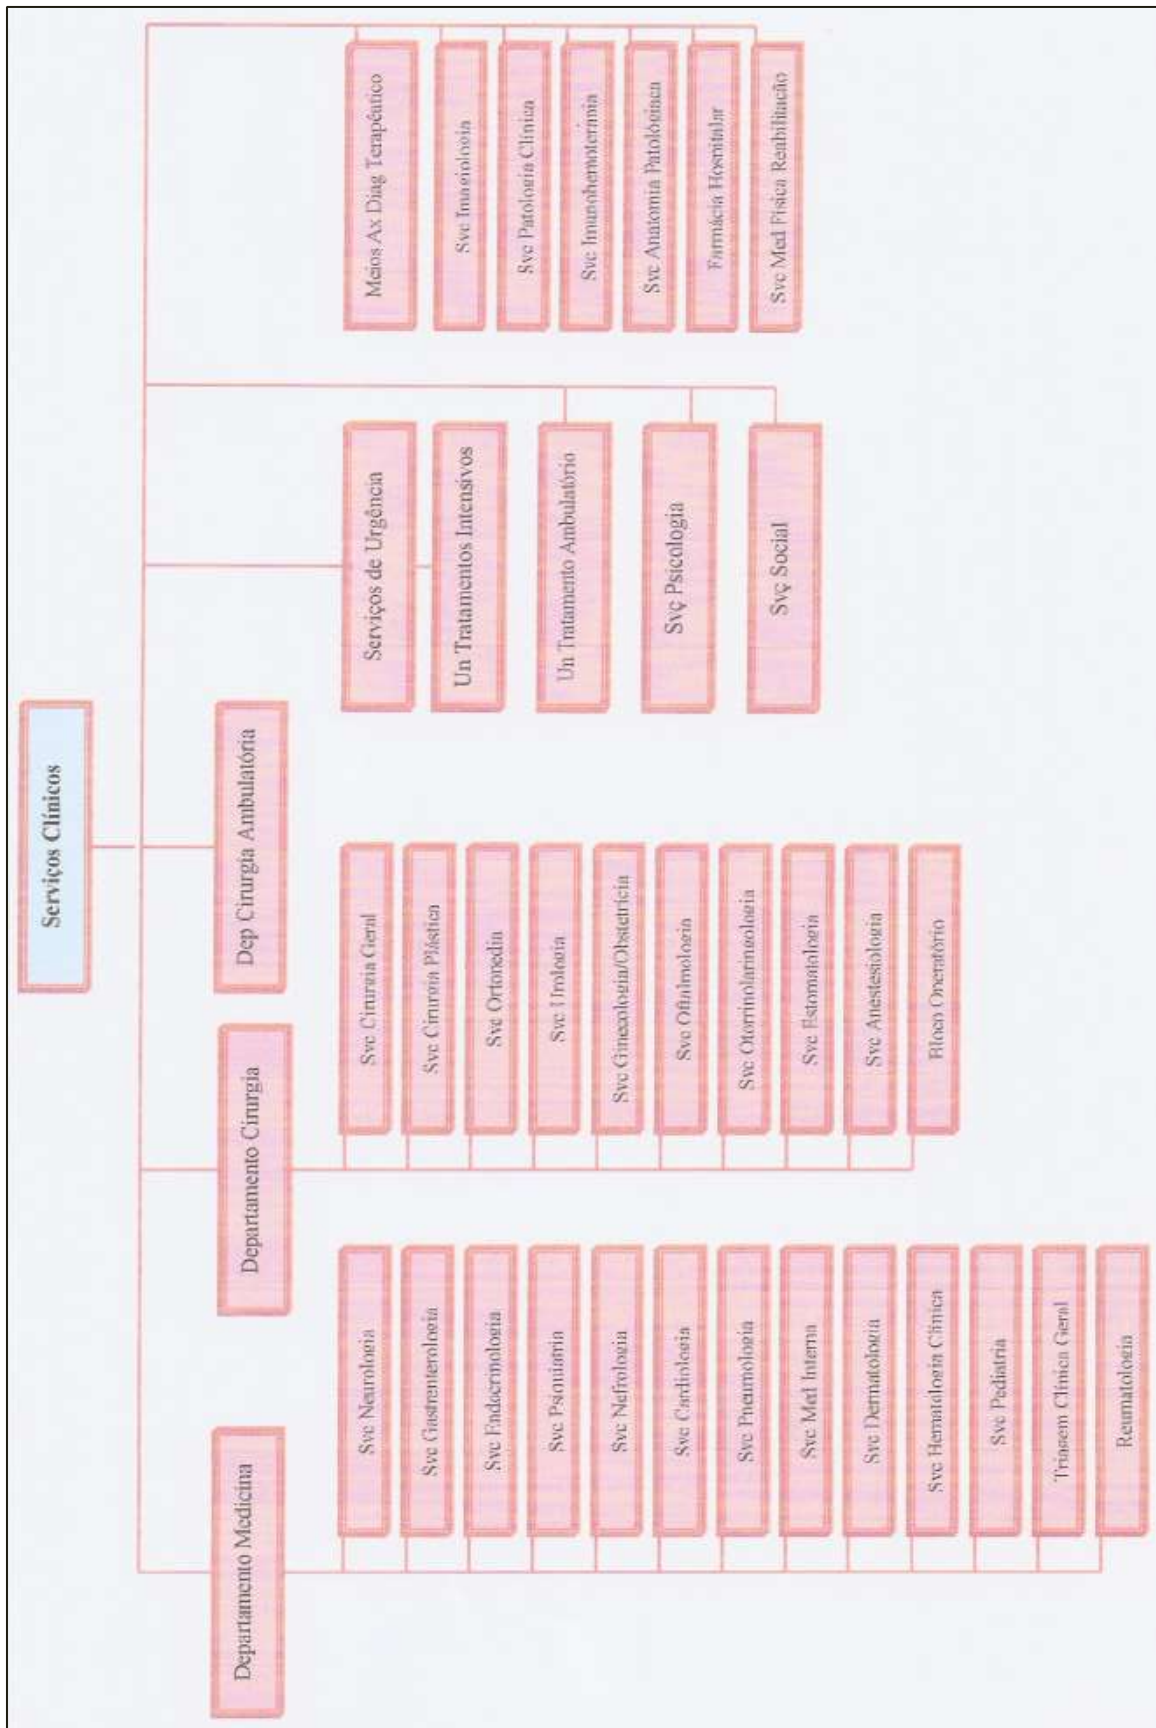 Serviços Clínicos
Departamento Medicina
Departamento Cirurgia
Dep Cirurgia Ambulatória
Svc Neurologia
Svc Gastrenterologia
Svc Endocrinologia
Svc Psiquiatria
Svc Nefrologia
Svc Cardiologia
Svc Pneumologia
Svc Med Interna
Svc Dermatologia
Svc Hematologia Clínica
Svc Pediatria
Triagem Clínica Geral
Reumatologia
Svc Cirurgia Geral
Svc Cirurgia Plástica
Svc Ortopedia
Svc Urologia
Svc Ginecologia/Obstetrícia
Svc Oftalmologia
Svc Otorrinolaringologia
Svc Estomatologia
Svc Anestesiologia
Bloco Operatório
Serviços de Urgência
Un Tratamentos Intensivos
Un Tratamento Ambulatório
Svç Psicologia
Svç Social
Meios Ax Diag Terapêutico
Svc Imagiologia
Svc Patologia Clínica
Svc Imunohemoterapia
Svc Anatomia Patológiaca
Farmácia Hospitalar
Svc Med Física Reabilitação